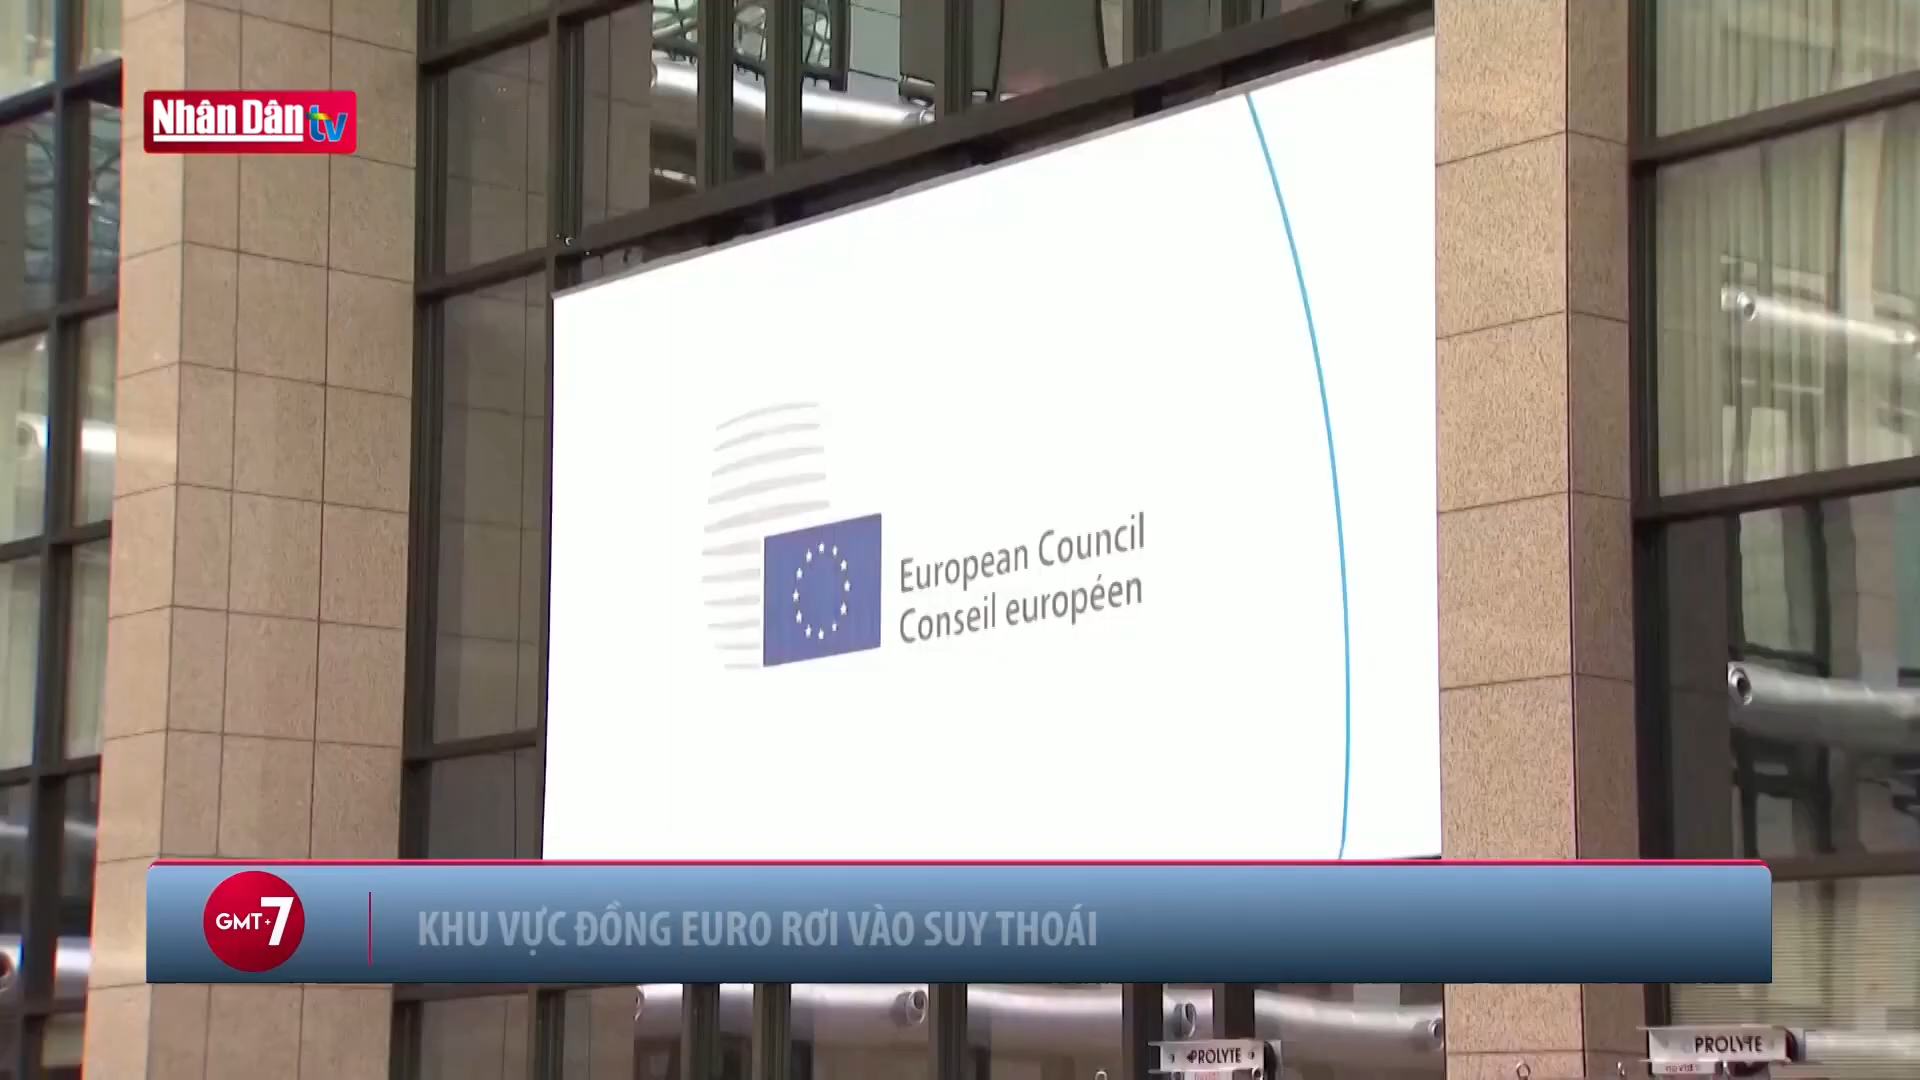 Nhân Dân tv
European Council
Conseil européen
GMT+7
KHU VỰC ĐỒNG EURO RƠI VÀO SUY THOÁI
PROLYTE
PROLYTE